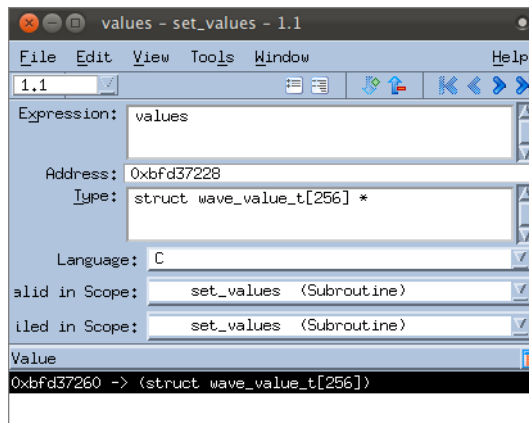 values - set_values - 1.1
File Edit View Tools Window Help
1.1
Expression: values
Address: 0xbfd37228
Type: struct wave_value_t[256] *
Language: C
alid in Scope: set_values (Subroutine)
iled in Scope: set_values (Subroutine)
Value
0xbfd37260 -> (struct wave_value_t[256])